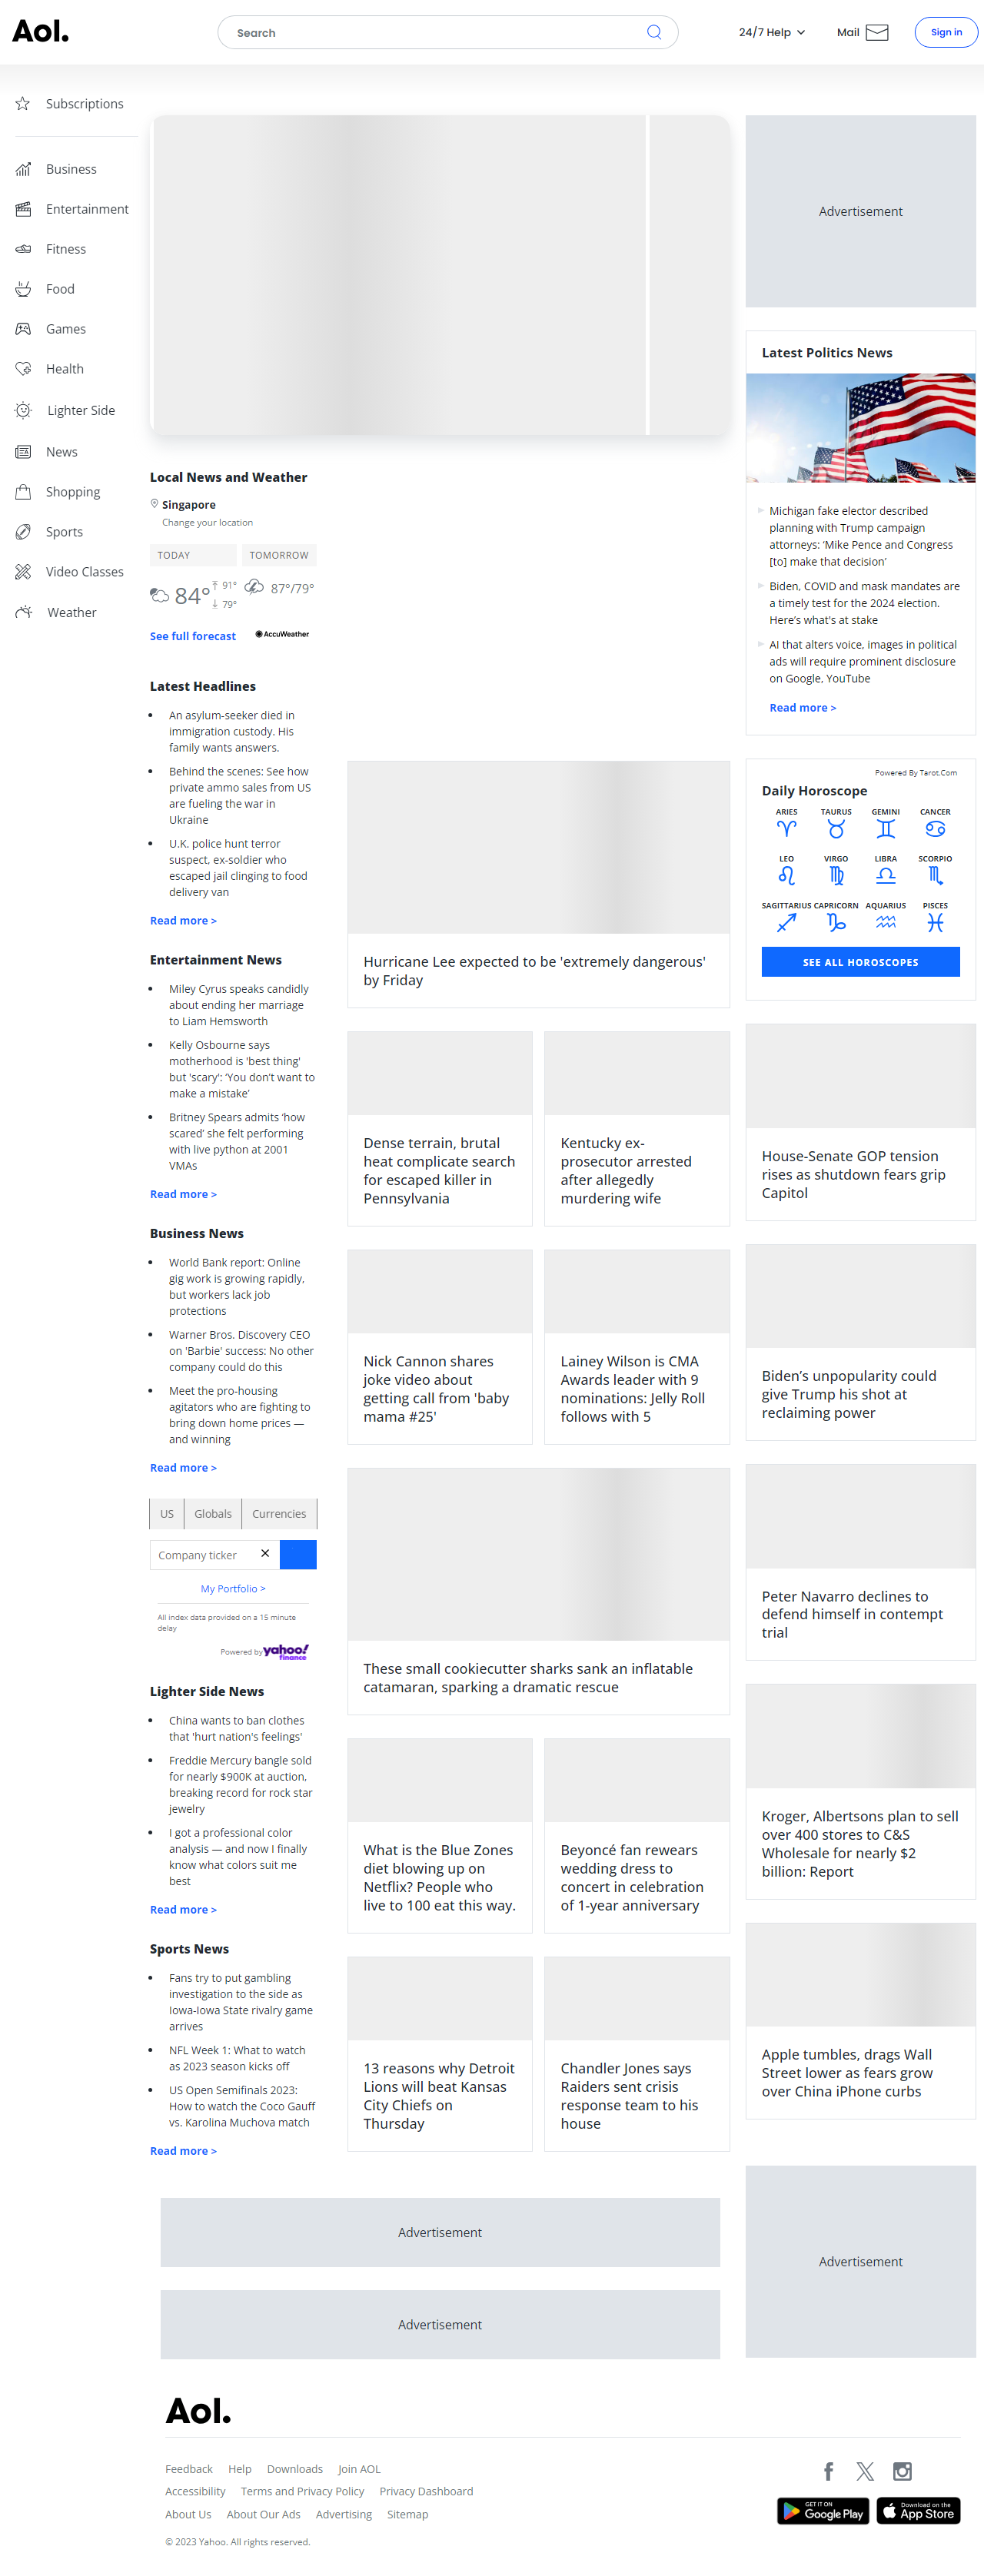 Aol.
Search
24/7 Help
Mail
Sign in
Subscriptions
Business
Entertainment
Fitness
Food
Games
Health
Lighter Side
News
Shopping
Sports
Video Classes
Weather
Local News and Weather
Singapore
Change your location
TODAY
TOMORROW
84°
91°
79°
87°/79°
See full forecast
AccuWeather
Latest Headlines
An asylum-seeker died in
immigration custody. His
family wants answers.
Behind the scenes: See how
private ammo sales from US
are fueling the war in
Ukraine
U.K. police hunt terror
suspect, ex-soldier who
escaped jail clinging to food
delivery van
Read more >
Entertainment News
Miley Cyrus speaks candidly
about ending her marriage
to Liam Hemsworth
Kelly Osbourne says
motherhood is 'best thing'
but 'scary': 'You don't want to
make a mistake'
Britney Spears admits 'how
scared' she felt performing
with live python at 2001
VMAs
Read more >
Business News
World Bank report: Online
gig work is growing rapidly,
but workers lack job
protections
Warner Bros. Discovery CEO
on 'Barbie' success: No other
company could do this
Meet the pro-housing
agitators who are fighting to
bring down home prices —
and winning
Read more >
US
Globals
Currencies
Company ticker
My Portfolio >
All index data provided on a 15 minute
delay
Powered by yahoo!
finance
Lighter Side News
China wants to ban clothes
that 'hurt nation's feelings'
Freddie Mercury bangle sold
for nearly $900K at auction,
breaking record for rock star
jewelry
I got a professional color
analysis — and now I finally
know what colors suit me
best
Read more >
Sports News
Fans try to put gambling
investigation to the side as
Iowa-Iowa State rivalry game
arrives
NFL Week 1: What to watch
as 2023 season kicks off
US Open Semifinals 2023:
How to watch the Coco Gauff
vs. Karolina Muchova match
Read more >
Hurricane Lee expected to be 'extremely dangerous'
by Friday
Dense terrain, brutal
heat complicate search
for escaped killer in
Pennsylvania
Kentucky ex-
prosecutor arrested
after allegedly
murdering wife
Nick Cannon shares
joke video about
getting call from 'baby
mama #25'
Lainey Wilson is CMA
Awards leader with 9
nominations: Jelly Roll
follows with 5
These small cookiecutter sharks sank an inflatable
catamaran, sparking a dramatic rescue
What is the Blue Zones
diet blowing up on
Netflix? People who
live to 100 eat this way.
Beyoncé fan rewears
wedding dress to
concert in celebration
of 1-year anniversary
13 reasons why Detroit
Lions will beat Kansas
City Chiefs on
Thursday
Chandler Jones says
Raiders sent crisis
response team to his
house
Advertisement
Advertisement
Advertisement
Latest Politics News
Michigan fake elector described
planning with Trump campaign
attorneys: 'Mike Pence and Congress
[to] make that decision'
Biden, COVID and mask mandates are
a timely test for the 2024 election.
Here's what's at stake
AI that alters voice, images in political
ads will require prominent disclosure
on Google, YouTube
Read more >
Powered By Tarot.Com
Daily Horoscope
ARIES
TAURUS
GEMINI
CANCER
LEO
VIRGO
LIBRA
SCORPIO
SAGITTARIUS
CAPRICORN
AQUARIUS
PISCES
SEE ALL HOROSCOPES
House-Senate GOP tension
rises as shutdown fears grip
Capitol
Biden's unpopularity could
give Trump his shot at
reclaiming power
Peter Navarro declines to
defend himself in contempt
trial
Kroger, Albertsons plan to sell
over 400 stores to C&S
Wholesale for nearly $2
billion: Report
Apple tumbles, drags Wall
Street lower as fears grow
over China iPhone curbs
Advertisement
Aol.
Feedback
Help
Downloads
Join AOL
Accessibility
Terms and Privacy Policy
Privacy Dashboard
About Us
About Our Ads
Advertising
Sitemap
© 2023 Yahoo. All rights reserved.
GET IT ON
Google Play
Download on the
App Store